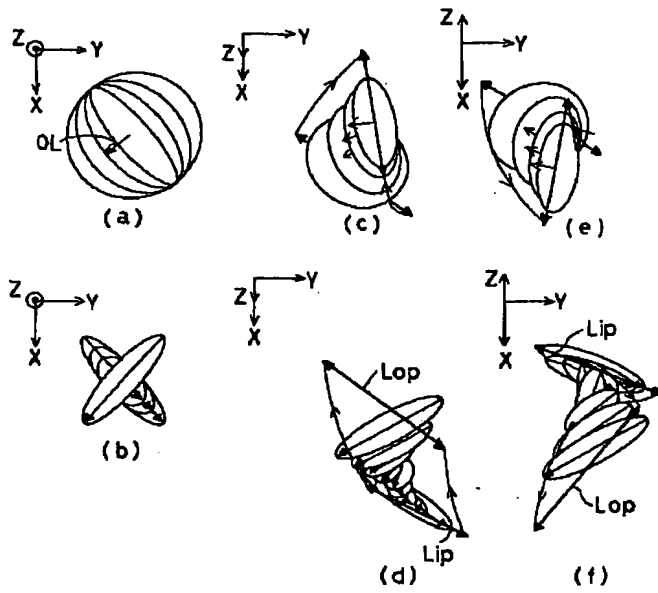 Z Y X
OL
(a)
Z Y X
(c)
Z Y X
(e)
Z Y X
(b)
Z Y X
Lop
Lip
(d)
Z Y X
Lip
Lop
(f)